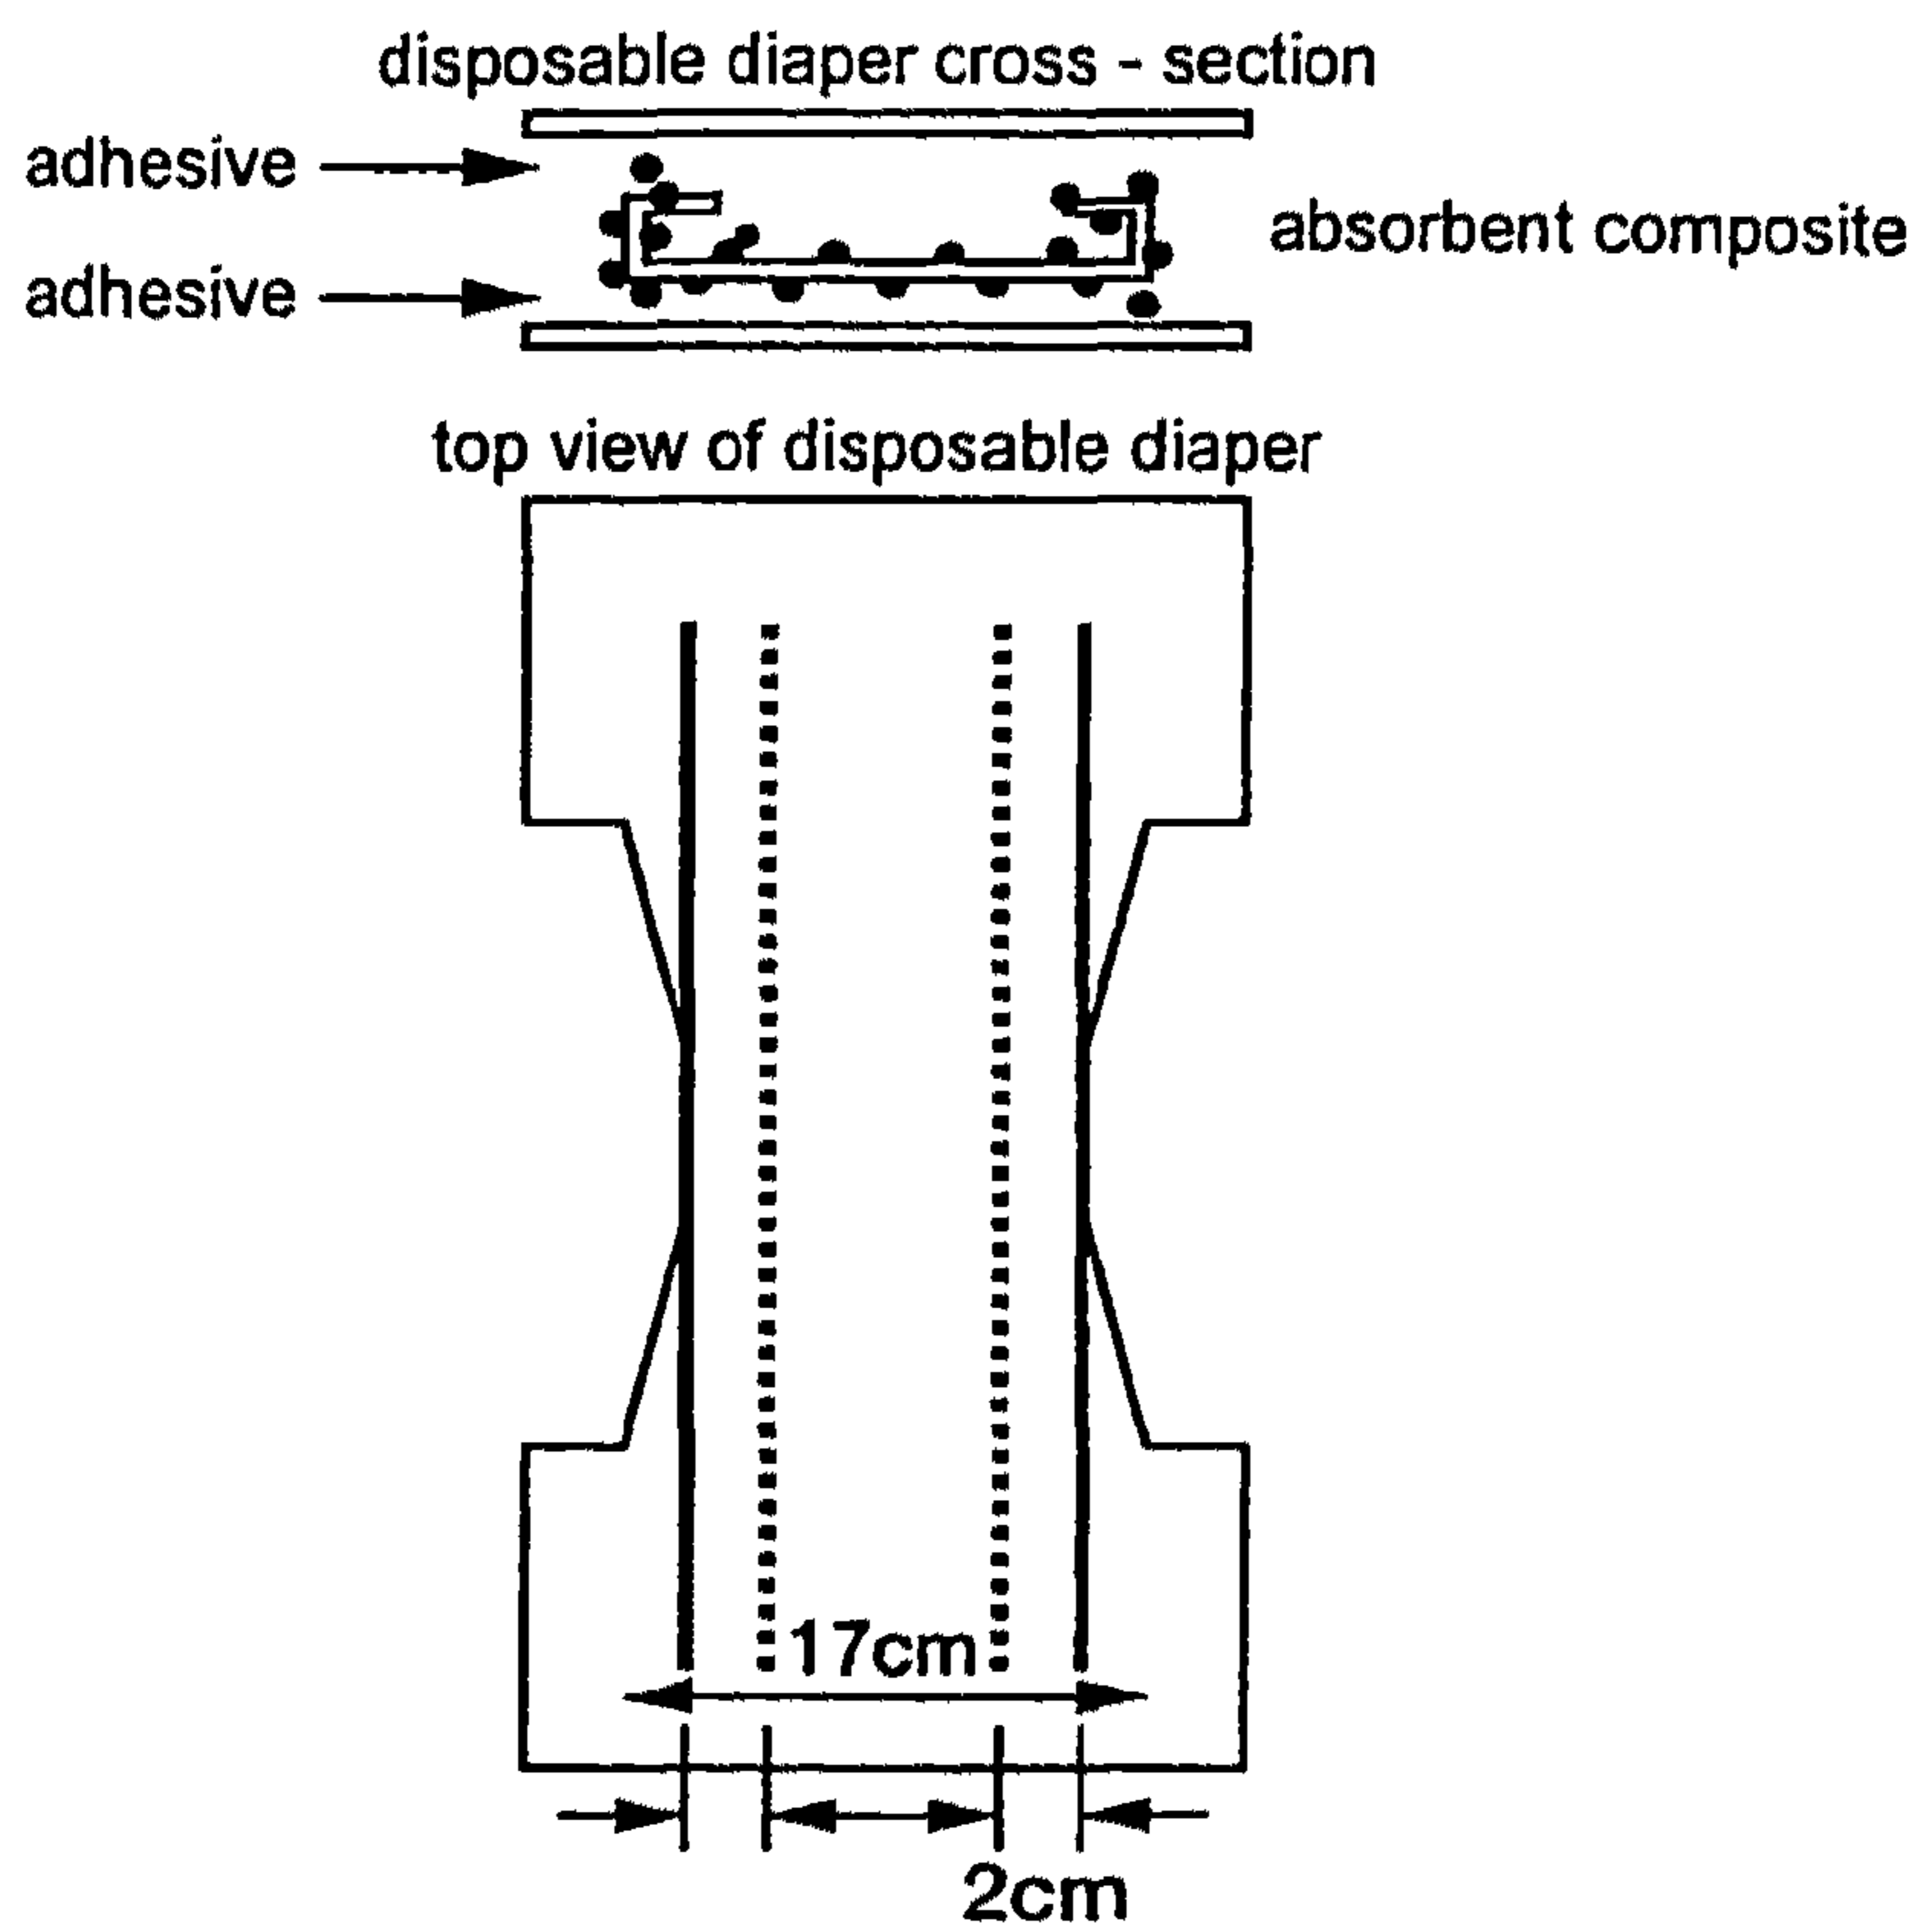 disposable diaper cross - section
adhesive
absorbent composite
adhesive
top view of disposable diaper
17cm
2cm